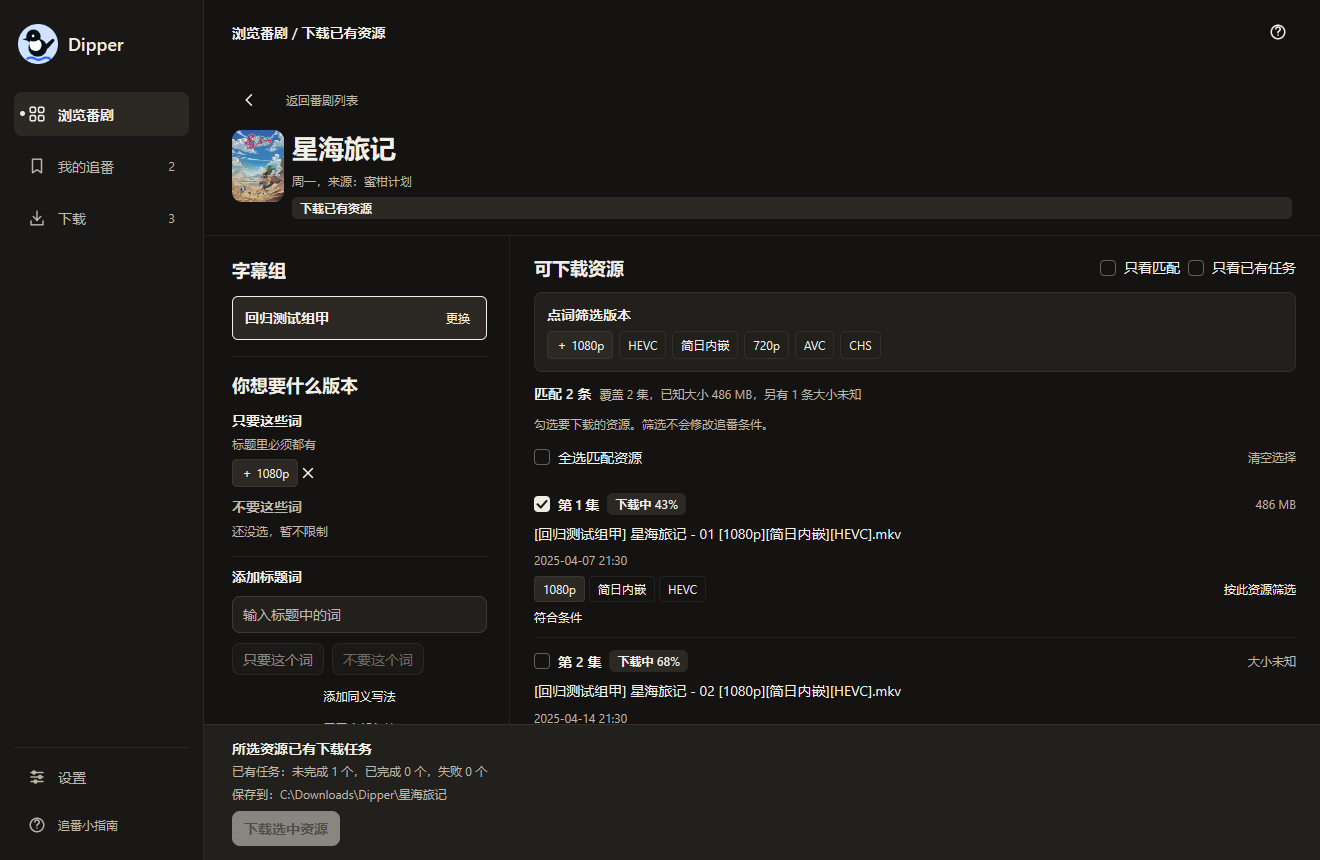 Dipper
浏览番剧
我的追番 2
下载 3
设置
追番小指南
浏览番剧 / 下载已有资源
返回番剧列表
星海旅记
周一，来源：蜜柑计划
下载已有资源
字幕组
回归测试组甲 更换
你想要什么版本
只要这些词
标题里必须都有
+ 1080p
不要这些词
还没选，暂不限制
添加标题词
输入标题中的词
只要这个词 不要这个词
添加同义写法
可下载资源 只看匹配 只看已有任务
点词筛选版本
+ 1080p HEVC 简日内嵌 720p AVC CHS
匹配 2 条 覆盖 2 集，已知大小 486 MB，另有 1 条大小未知
勾选要下载的资源。筛选不会修改追番条件。
全选匹配资源 清空选择
第 1 集 下载中 43% 486 MB
[回归测试组甲] 星海旅记 - 01 [1080p][简日内嵌][HEVC].mkv
2025-04-07 21:30
1080p 简日内嵌 HEVC 按此资源筛选
符合条件
第 2 集 下载中 68% 大小未知
[回归测试组甲] 星海旅记 - 02 [1080p][简日内嵌][HEVC].mkv
2025-04-14 21:30
所选资源已有下载任务
已有任务：未完成 1 个，已完成 0 个，失败 0 个
保存到：C:\Downloads\Dipper\星海旅记
下载选中资源